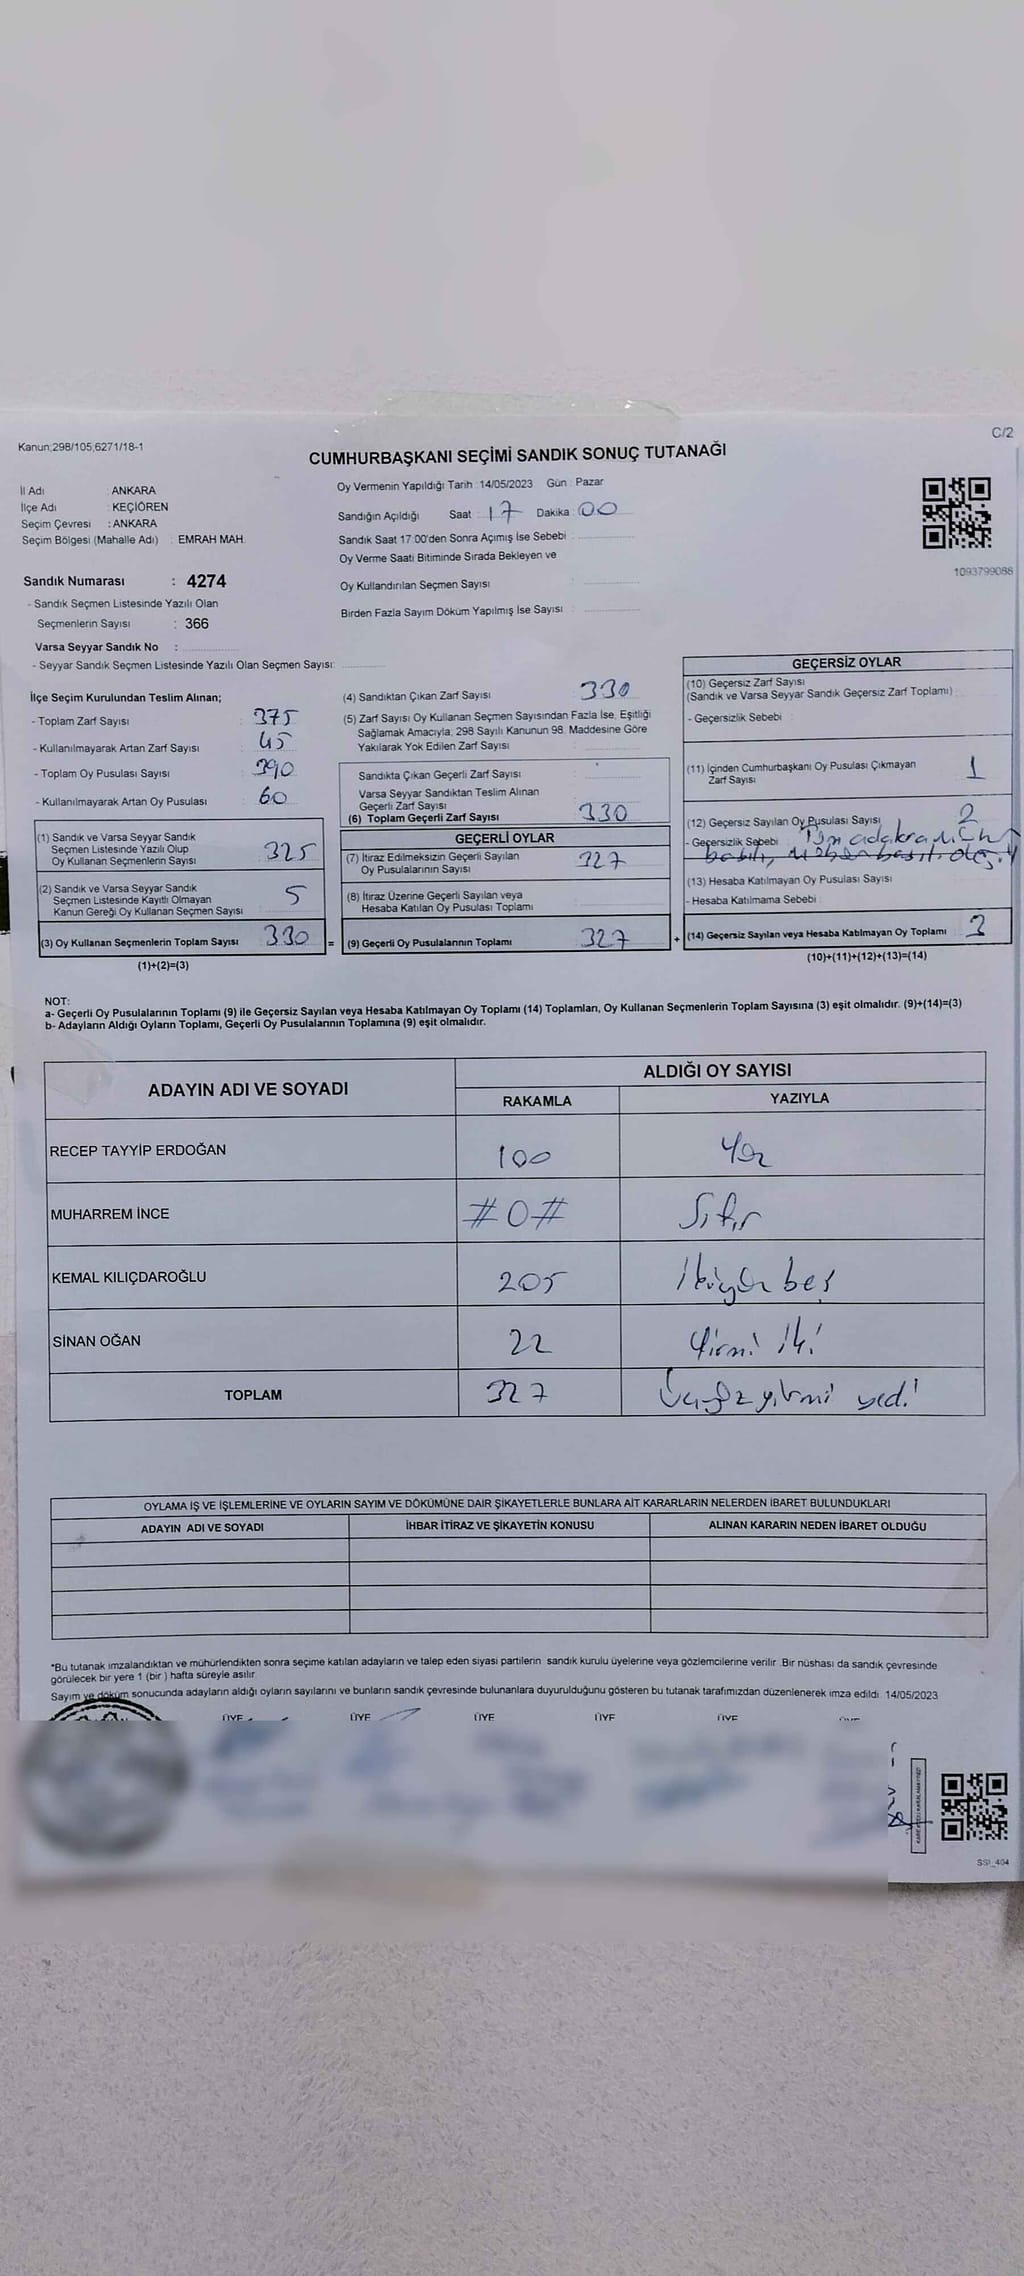 Kanun;298/105;6271/18-1
C/2
CUMHURBAŞKANI SEÇİMİ SANDIK SONUÇ TUTANAĞI
İl Adı : ANKARA
İlçe Adı : KEÇİÖREN
Seçim Çevresi : ANKARA
Seçim Bölgesi (Mahalle Adı) : EMRAH MAH.
Oy Vermenin Yapıldığı Tarih : 14/05/2023 Gün : Pazar
Sandığın Açıldığı Saat : 17 Dakika : 00
Sandık Saat 17:00'den Sonra Açımış İse Sebebi :
Oy Verme Saati Bitiminde Sırada Bekleyen ve
Oy Kullandırılan Seçmen Sayısı :
Birden Fazla Sayım Döküm Yapılmış İse Sayısı :
1093799088
Sandık Numarası : 4274
- Sandık Seçmen Listesinde Yazılı Olan
Seçmenlerin Sayısı : 366
Varsa Seyyar Sandık No :
- Seyyar Sandık Seçmen Listesinde Yazılı Olan Seçmen Sayısı:
İlçe Seçim Kurulundan Teslim Alınan;
- Toplam Zarf Sayısı : 375
- Kullanılmayarak Artan Zarf Sayısı : 45
- Toplam Oy Pusulası Sayısı : 390
- Kullanılmayarak Artan Oy Pusulası : 60
(1) Sandık ve Varsa Seyyar Sandık
Seçmen Listesinde Yazılı Olup
Oy Kullanan Seçmenlerin Sayısı : 325
(2) Sandık ve Varsa Seyyar Sandık
Seçmen Listesinde Kayıtlı Olmayan
Kanun Gereği Oy Kullanan Seçmen Sayısı : 5
(3) Oy Kullanan Seçmenlerin Toplam Sayısı : 330 =
(1)+(2)=(3)
(4) Sandıktan Çıkan Zarf Sayısı : 330
(5) Zarf Sayısı Oy Kullanan Seçmen Sayısından Fazla İse, Eşitliği
Sağlamak Amacıyla, 298 Sayılı Kanunun 98. Maddesine Göre
Yakılarak Yok Edilen Zarf Sayısı :
Sandıkta Çıkan Geçerli Zarf Sayısı :
Varsa Seyyar Sandıktan Teslim Alınan
Geçerli Zarf Sayısı :
(6) Toplam Geçerli Zarf Sayısı : 330
GEÇERLİ OYLAR
(7) İtiraz Edilmeksizin Geçerli Sayılan
Oy Pusulalarının Sayısı : 327
(8) İtiraz Üzerine Geçerli Sayılan veya
Hesaba Katılan Oy Pusulası Toplamı :
(9) Geçerli Oy Pusulalarının Toplamı : 327 +
GEÇERSİZ OYLAR
(10) Geçersiz Zarf Sayısı
(Sandık ve Varsa Seyyar Sandık Geçersiz Zarf Toplamı) :
- Geçersizlik Sebebi :
(11) İçinden Cumhurbaşkanı Oy Pusulası Çıkmayan
Zarf Sayısı : 1
(12) Geçersiz Sayılan Oy Pusulası Sayısı : 2
- Geçersizlik Sebebi : Tüm adaylara
(13) Hesaba Katılmayan Oy Pusulası Sayısı :
- Hesaba Katılmama Sebebi :
(14) Geçersiz Sayılan veya Hesaba Katılmayan Oy Toplamı : 3
(10)+(11)+(12)+(13)=(14)
NOT:
a- Geçerli Oy Pusulalarının Toplamı (9) ile Geçersiz Sayılan veya Hesaba Katılmayan Oy Toplamı (14) Toplamları, Oy Kullanan Seçmenlerin Toplam Sayısına (3) eşit olmalıdır. (9)+(14)=(3)
b- Adayların Aldığı Oyların Toplamı, Geçerli Oy Pusulalarının Toplamına (9) eşit olmalıdır.
ADAYIN ADI VE SOYADI ALDIĞI OY SAYISI
RAKAMLA YAZIYLA
RECEP TAYYİP ERDOĞAN 100 Yüz
MUHARREM İNCE #0# Sıfır
KEMAL KILIÇDAROĞLU 205 İkiyüz beş
SİNAN OĞAN 22 Yirmi iki
TOPLAM 327 Üçyüz yirmi yedi
OYLAMA İŞ VE İŞLEMLERİNE VE OYLARIN SAYIM VE DÖKÜMÜNE DAİR ŞİKAYETLERLE BUNLARA AİT KARARLARIN NELERDEN İBARET BULUNDUKLARI
ADAYIN ADI VE SOYADI İHBAR İTİRAZ VE ŞİKAYETİN KONUSU ALINAN KARARIN NEDEN İBARET OLDUĞU
*Bu tutanak imzalandıktan ve mühürlendikten sonra seçime katılan adayların ve talep eden siyasi partilerin sandık kurulu üyelerine veya gözlemcilerine verilir. Bir nüshası da sandık çevresinde
görülecek bir yere 1 (bir ) hafta süreyle asılır.
Sayım ve döküm sonucunda adayların aldığı oyların sayılarını ve bunların sandık çevresinde bulunanlara duyurulduğunu gösteren bu tutanak tarafımızdan düzenlenerek imza edildi. 14/05/2023
ÜYE ÜYE ÜYE ÜYE ÜYE ÜYE
SSI_404